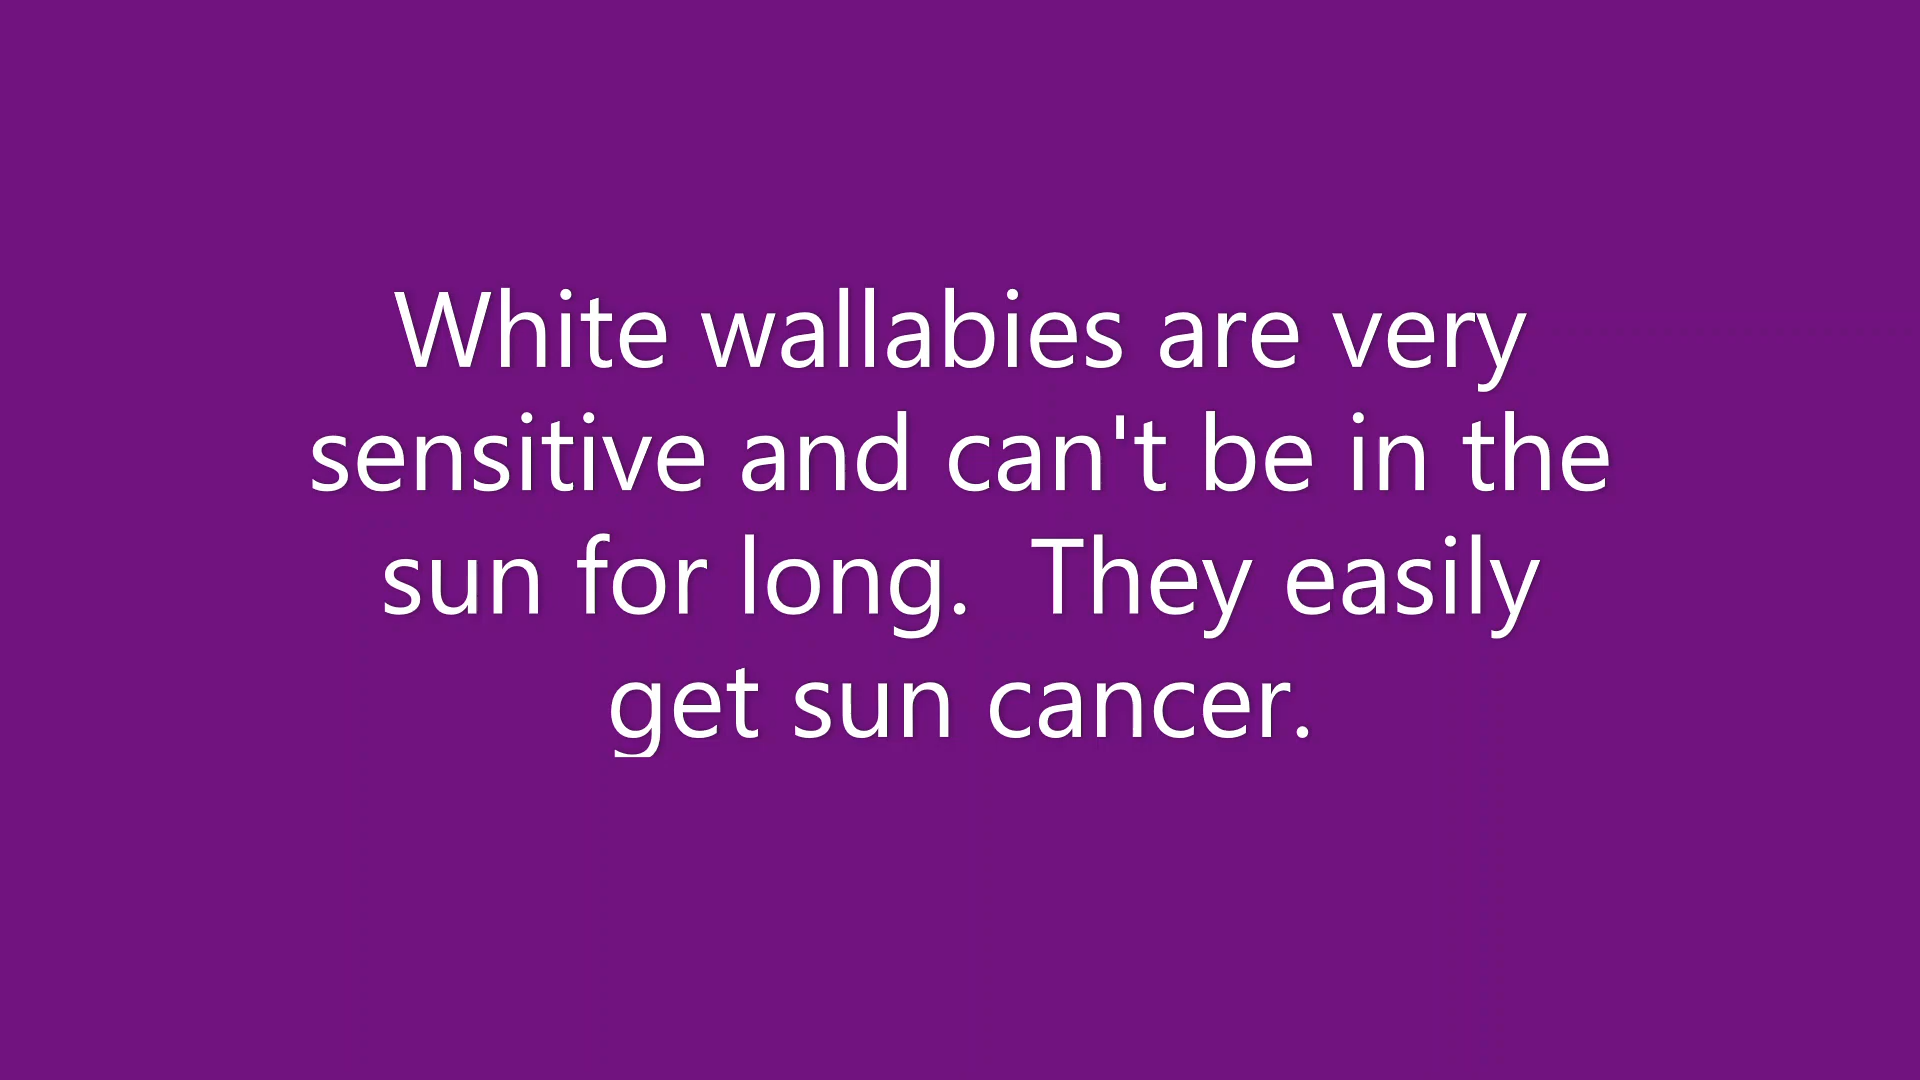 White wallabies are very
sensitive and can't be in the
sun for long.  They easily
get sun cancer.